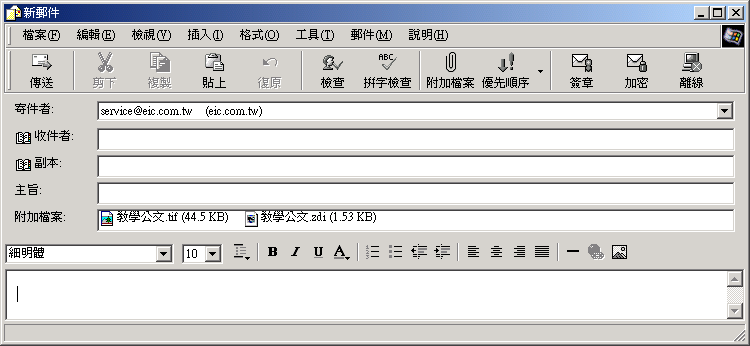 新郵件
檔案(F) 編輯(E) 檢視(V) 插入(I) 格式(O) 工具(T) 郵件(M) 說明(H)
傳送 剪下 複製 貼上 復原 檢查 拼字檢查 附加檔案 優先順序 簽章 加密 離線
寄件者: service@eic.com.tw (eic.com.tw)
收件者:
副本:
主旨:
附加檔案: 教學公文.tif (44.5 KB) 教學公文.zdi (1.53 KB)
細明體 10 B I U A